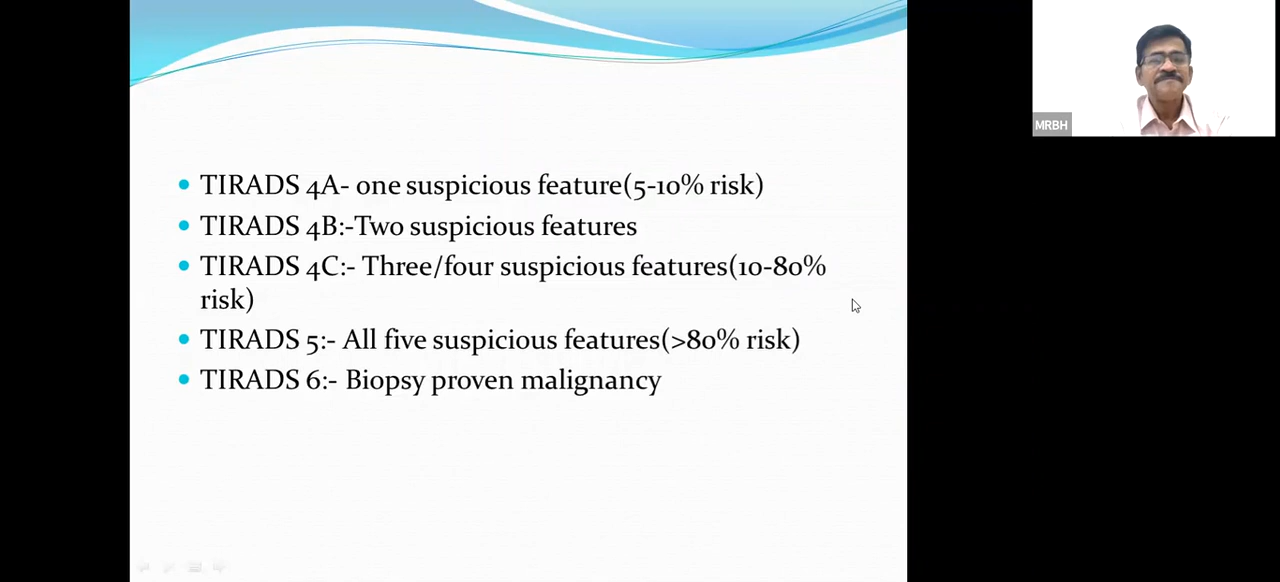 TIRADS 4A- one suspicious feature(5-10% risk)
TIRADS 4B:-Two suspicious features
TIRADS 4C:- Three/four suspicious features(10-80%
risk)
TIRADS 5:- All five suspicious features(>80% risk)
TIRADS 6:- Biopsy proven malignancy
MRBH